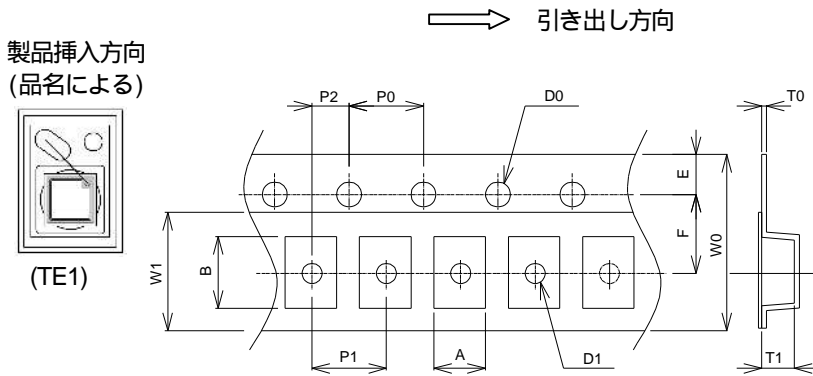 引き出し方向
製品挿入方向
(品名による)
(TE1)
P2
P0
D0
T0
E
F
W0
W1
B
P1
A
D1
T1